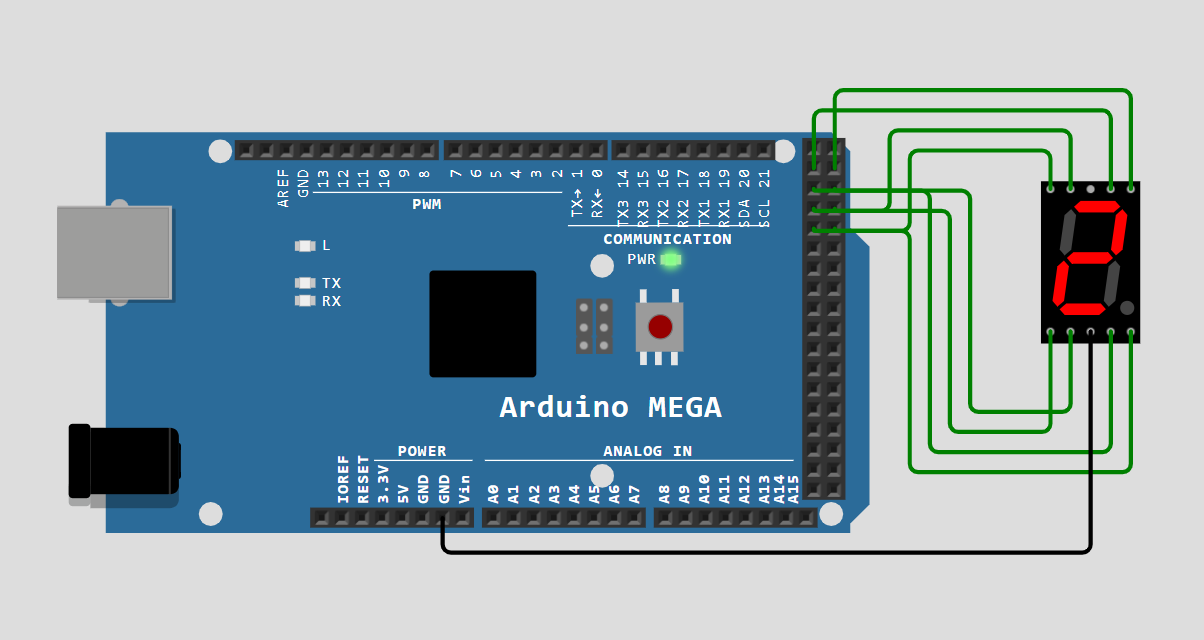 AREF
GND
13
12
11
10
9
8
7
6
5
4
3
2
TX→ 1
RX← 0
TX3 14
RX3 15
TX2 16
RX2 17
TX1 18
RX1 19
SDA 20
SCL 21
PWM
COMMUNICATION
L
PWR
TX
RX
Arduino MEGA
POWER
ANALOG IN
IOREF
RESET
3.3V
5V
GND
GND
Vin
A0
A1
A2
A3
A4
A5
A6
A7
A8
A9
A10
A11
A12
A13
A14
A15
2